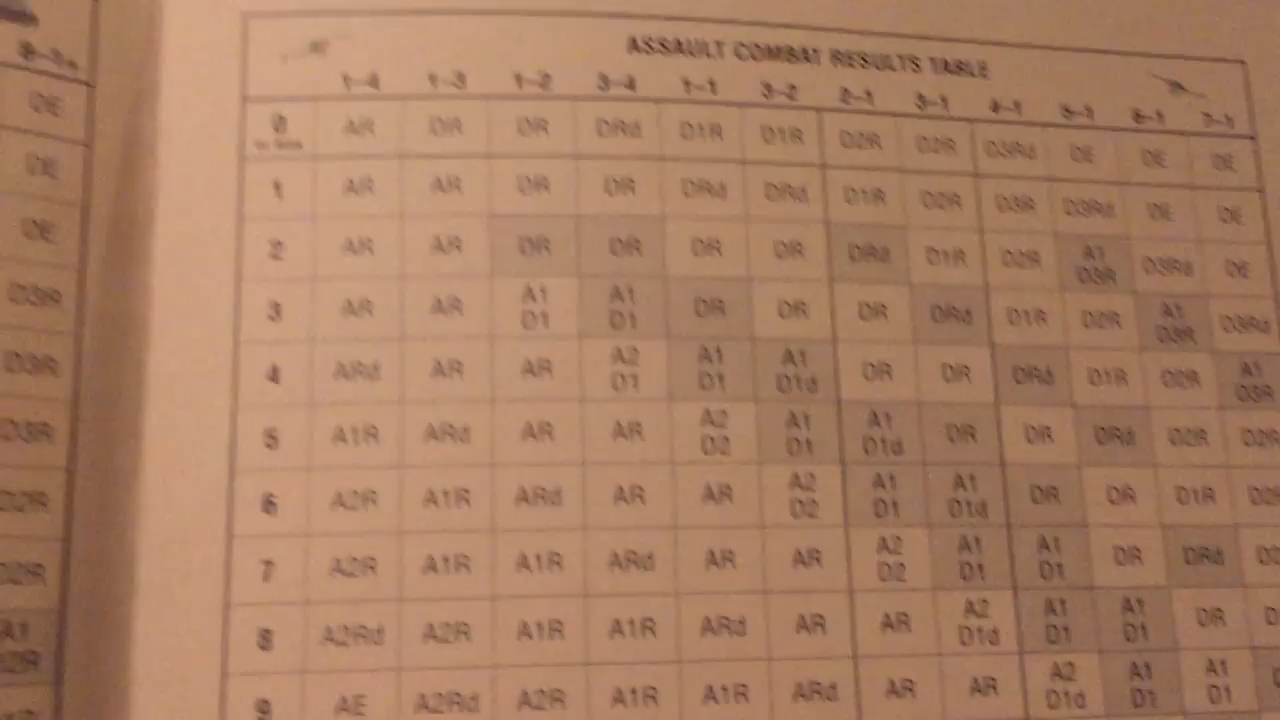 ASSAULT COMBAT RESULTS TABLE
1-4 1-3 1-2 3-4 1-1 3-2 2-1 3-1 4-1 5-1 6-1 7-1
0 AR DR DR DRd D1R D1R D2R D2R D3Rd DE DE DE
1 AR AR DR DR DRd DRd D1R D2R D3R D3Rd DE DE
2 AR AR DR DR DR DR DRd D1R D2R A1 D3R D3Rd DE
3 AR AR A1 D1 A1 D1 DR DR DR DRd D1R D2R A1 D3R D3Rd
4 ARd AR AR A2 D1 A1 D1 A1 D1d DR DR DRd D1R D2R A1 D3R
5 A1R ARd AR AR A2 D2 A1 D1 A1 D1d DR DR DRd D2R
6 A2R A1R ARd AR AR A2 D2 A1 D1 A1 D1d DR DR D1R
7 A2R A1R A1R ARd AR AR A2 D2 A1 D1 A1 D1 DR DRd
8 A2Rd A2R A1R A1R ARd AR AR A2 D1d A1 D1 A1 D1 DR
9 AE A2Rd A2R A1R A1R ARd AR AR A2 D1d A1 D1 A1 D1
DE
DE
DE
D3R
D3R
D3R
D2R
D2R
A1